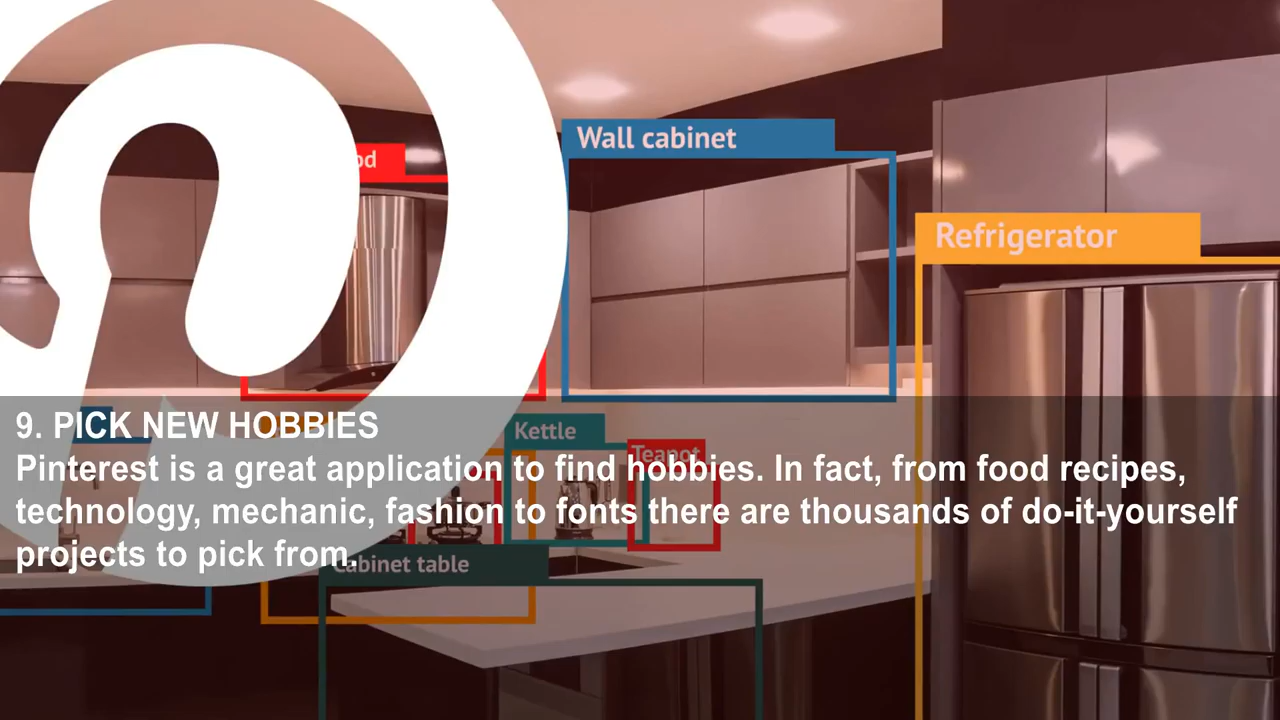 od
Wall cabinet
Refrigerator
9. PICK NEW HOBBIES
Kettle
Teapot
Pinterest is a great application to find hobbies. In fact, from food recipes,
technology, mechanic, fashion to fonts there are thousands of do-it-yourself
projects to pick from.
Cabinet table